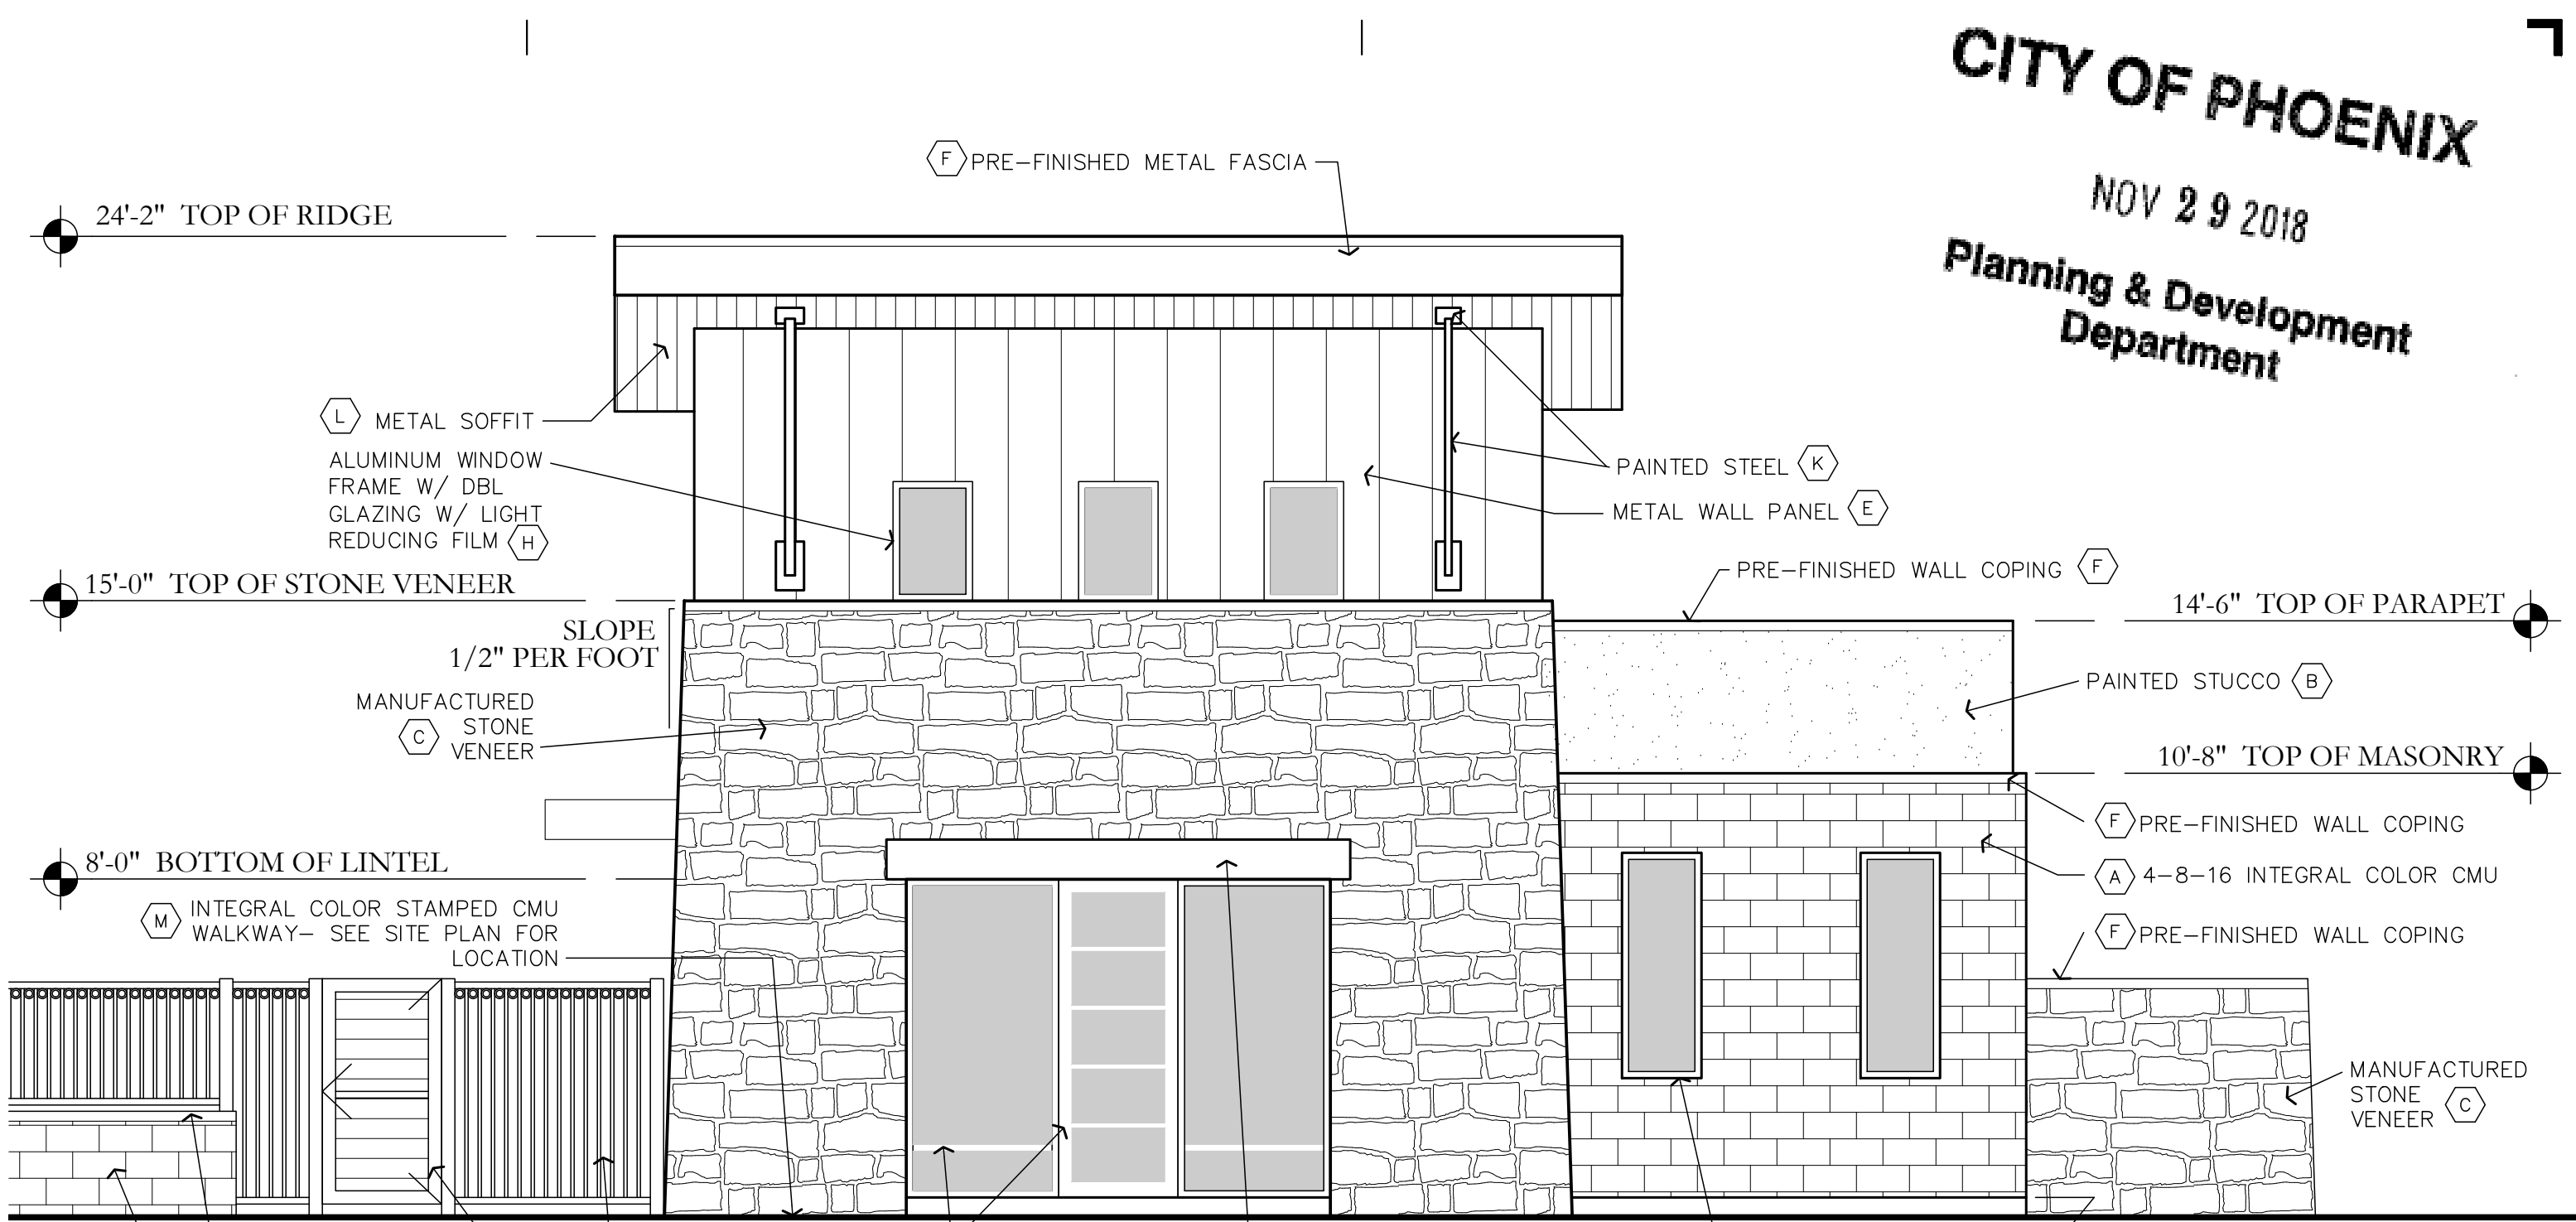 CITY OF PHOENIX
NOV 29 2018
Planning & Development
Department
F PRE-FINISHED METAL FASCIA
24'-2" TOP OF RIDGE
L METAL SOFFIT
ALUMINUM WINDOW
FRAME W/ DBL
GLAZING W/ LIGHT
REDUCING FILM H
PAINTED STEEL K
METAL WALL PANEL E
PRE-FINISHED WALL COPING F
15'-0" TOP OF STONE VENEER
14'-6" TOP OF PARAPET
SLOPE
1/2" PER FOOT
PAINTED STUCCO B
MANUFACTURED
C STONE
VENEER
10'-8" TOP OF MASONRY
F PRE-FINISHED WALL COPING
8'-0" BOTTOM OF LINTEL
A 4-8-16 INTEGRAL COLOR CMU
M INTEGRAL COLOR STAMPED CMU
WALKWAY- SEE SITE PLAN FOR
LOCATION
F PRE-FINISHED WALL COPING
MANUFACTURED
STONE
VENEER C